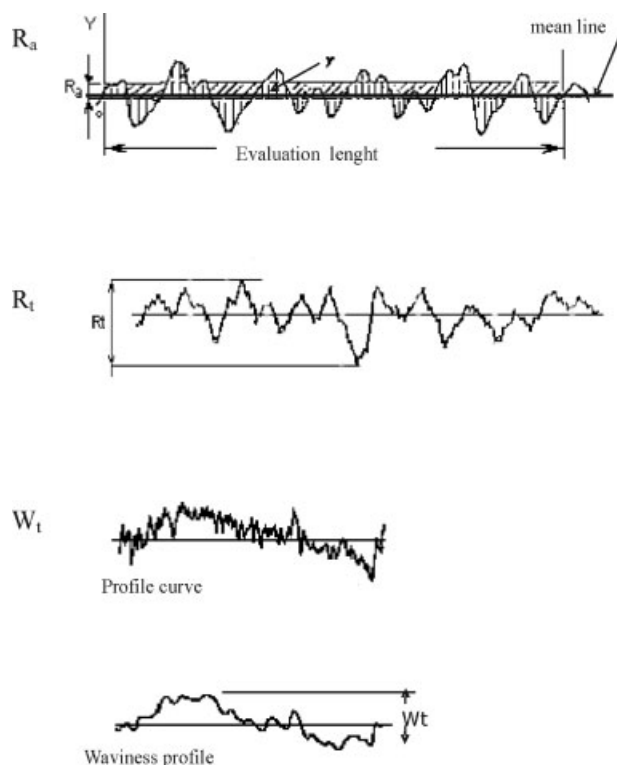 Rₐ
Y
mean line
Rₐ
y
o
Evaluation lenght
Rₜ
Rt
Wₜ
Profile curve
Wt
Waviness profile